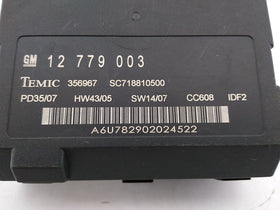 GM 12 779 003
TEMIC 356967 SC718810500
PD35/07 HW43/05 SW14/07 CC608 IDF2
A6U782902024522